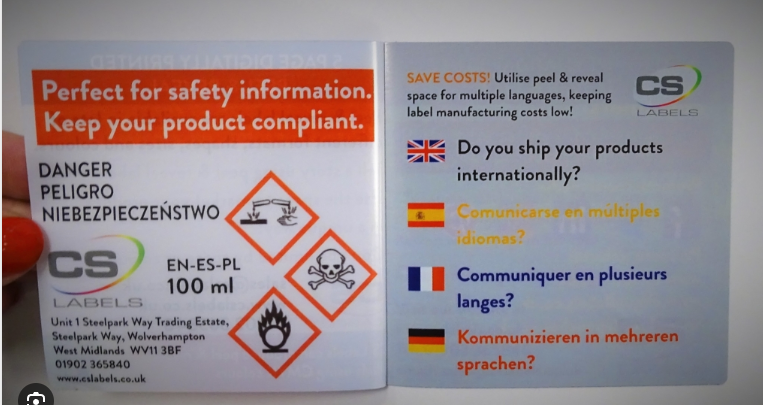 Perfect for safety information.
Keep your product compliant.
DANGER
PELIGRO
NIEBEZPIECZEŃSTWO
CS
LABELS
EN-ES-PL
100 ml
Unit 1 Steelpark Way Trading Estate,
Steelpark Way, Wolverhampton
West Midlands WV11 3BF
01902 365840
www.cslabels.co.uk
SAVE COSTS! Utilise peel & reveal
space for multiple languages, keeping
label manufacturing costs low!
CS
LABELS
Do you ship your products
internationally?
Comunicarse en múltiples
idiomas?
Communiquer en plusieurs
langes?
Kommunizieren in mehreren
sprachen?